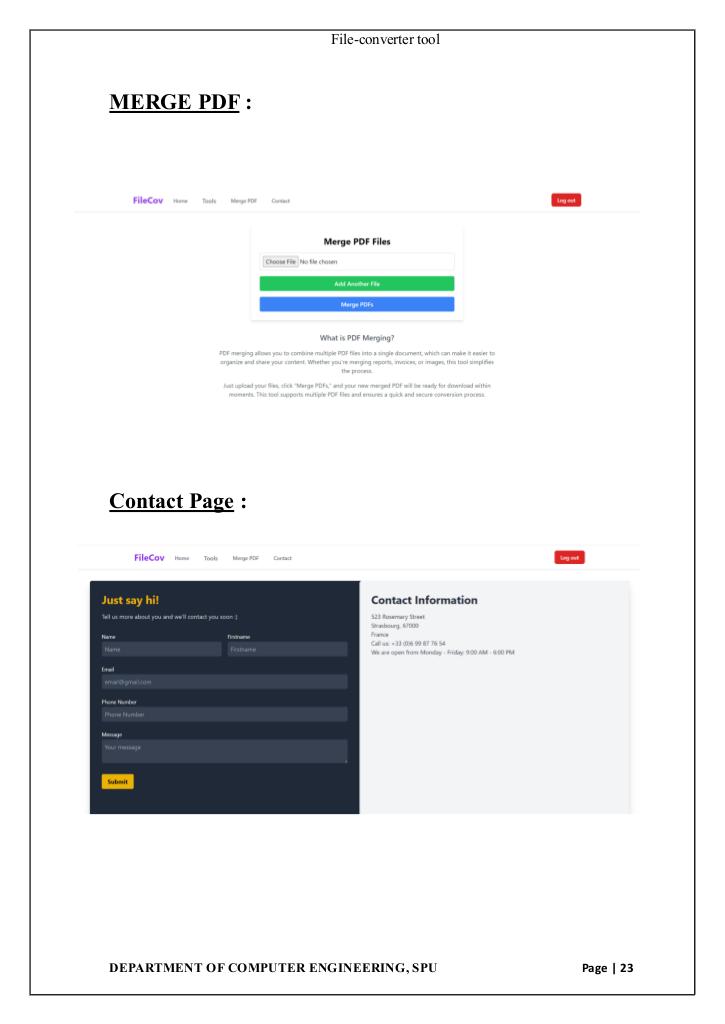 File-converter tool
MERGE PDF :
FileCov Home Tools Merge PDF Contact Log out
Merge PDF Files
Choose File No file chosen
Add Another File
Merge PDFs
What is PDF Merging?
PDF merging allows you to combine multiple PDF files into a single document, which can make it easier to
organize and share your content. Whether you're merging reports, invoices, or images, this tool simplifies
the process.
Just upload your files, click "Merge PDFs," and your new merged PDF will be ready for download within
moments. This tool supports multiple PDF files and ensures a quick and secure conversion process.
Contact Page :
FileCov Home Tools Merge PDF Contact Log out
Just say hi!
Tell us more about you and we'll contact you soon :)
Name Firstname
Name Firstname
Email
email@gmail.com
Phone Number
Phone Number
Message
Your message
Submit
Contact Information
523 Rosemary Street
Strasbourg, 67000
France
Call us: +33 (0)6 99 87 76 54
We are open from Monday - Friday: 9:00 AM - 6:00 PM
DEPARTMENT OF COMPUTER ENGINEERING, SPU Page | 23